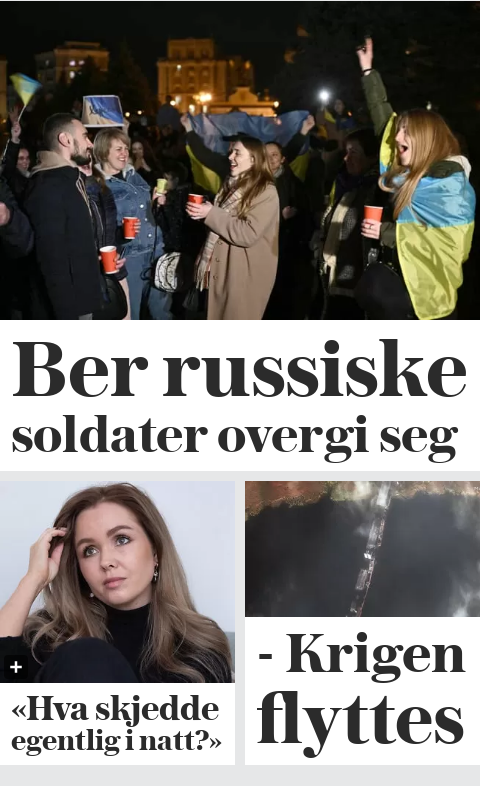 Ber russiske
soldater overgi seg
«Hva skjedde
egentlig i natt?»
- Krigen
flyttes